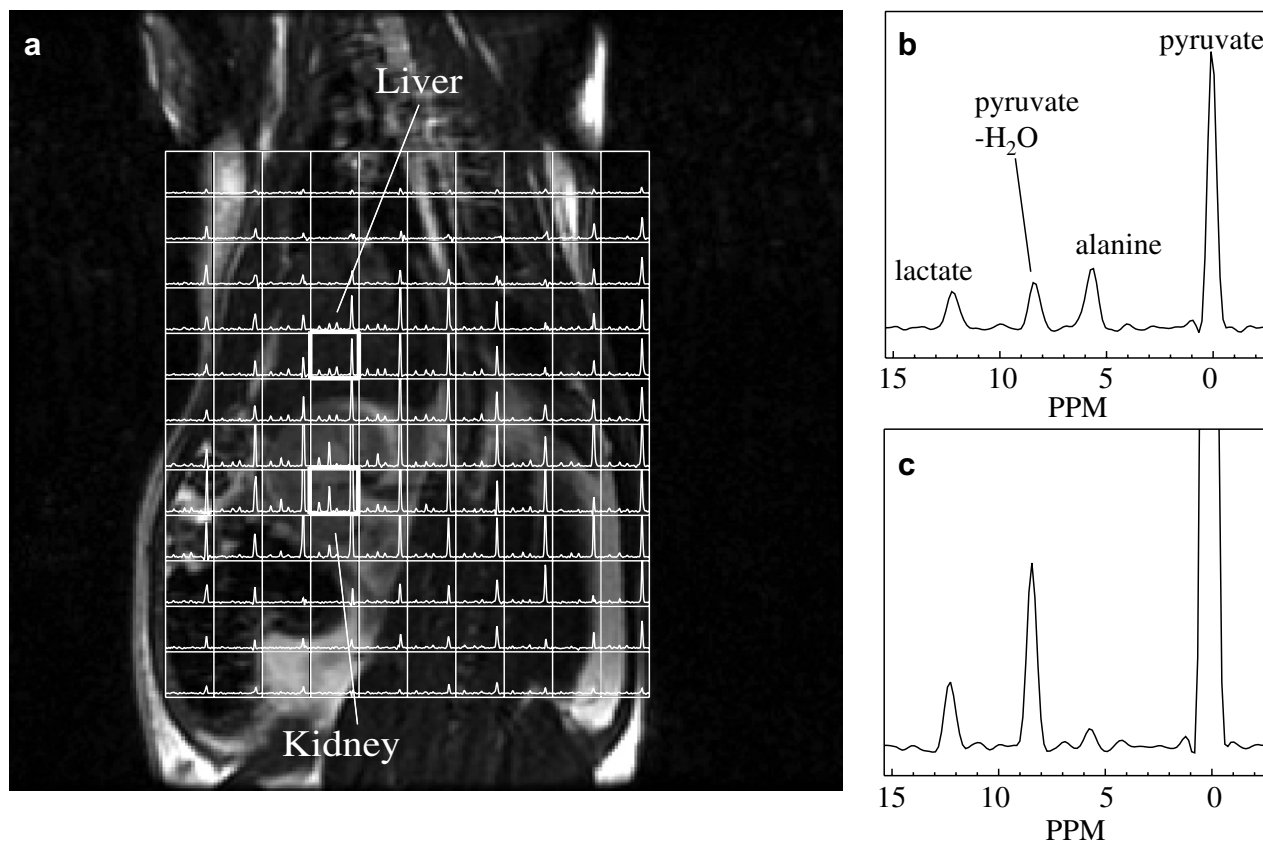 a
Liver
Kidney
b
pyruvate
pyruvate
-H₂O
alanine
lactate
15 10 5 0
PPM
c
15 10 5 0
PPM